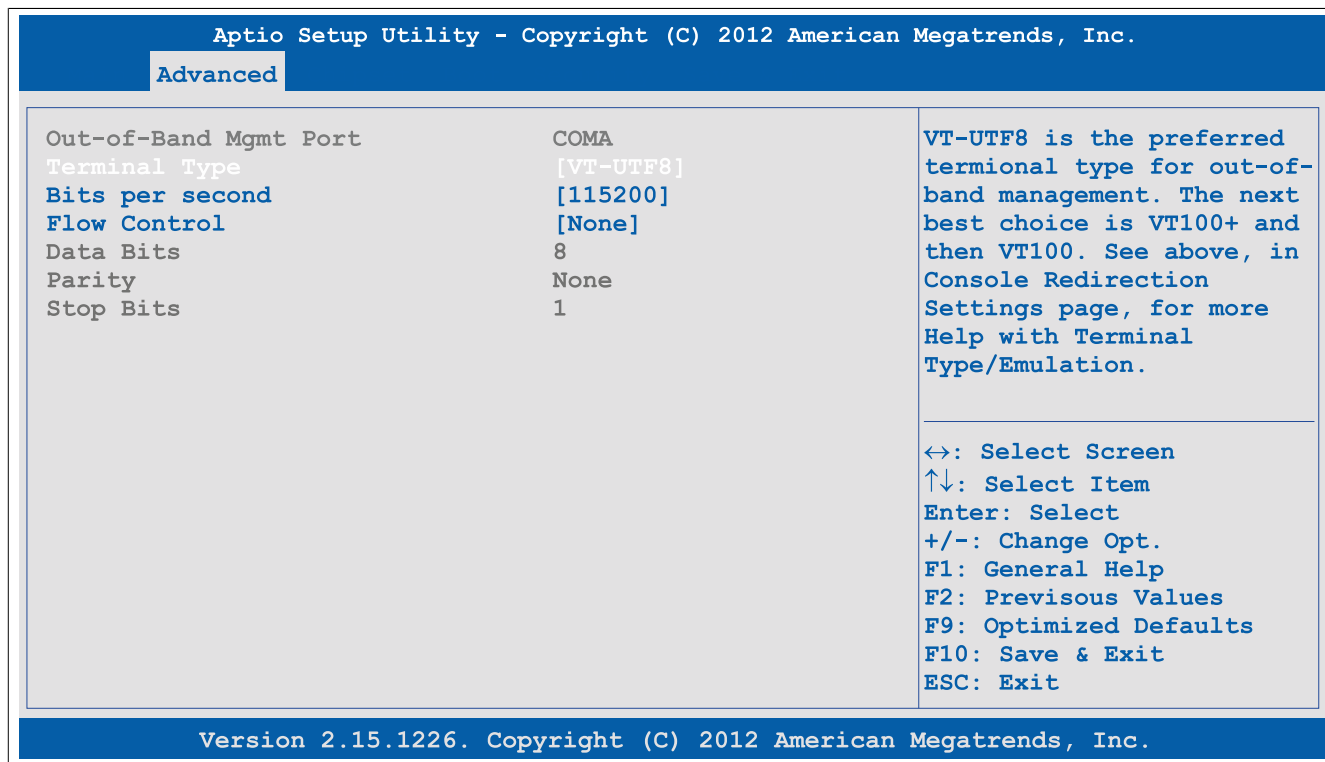 Aptio Setup Utility - Copyright (C) 2012 American Megatrends, Inc.
Advanced
Out-of-Band Mgmt Port COMA
Terminal Type [VT-UTF8]
Bits per second [115200]
Flow Control [None]
Data Bits 8
Parity None
Stop Bits 1
VT-UTF8 is the preferred
termional type for out-of-
band management. The next
best choice is VT100+ and
then VT100. See above, in
Console Redirection
Settings page, for more
Help with Terminal
Type/Emulation.
↔: Select Screen
↑↓: Select Item
Enter: Select
+/-: Change Opt.
F1: General Help
F2: Previsous Values
F9: Optimized Defaults
F10: Save & Exit
ESC: Exit
Version 2.15.1226. Copyright (C) 2012 American Megatrends, Inc.